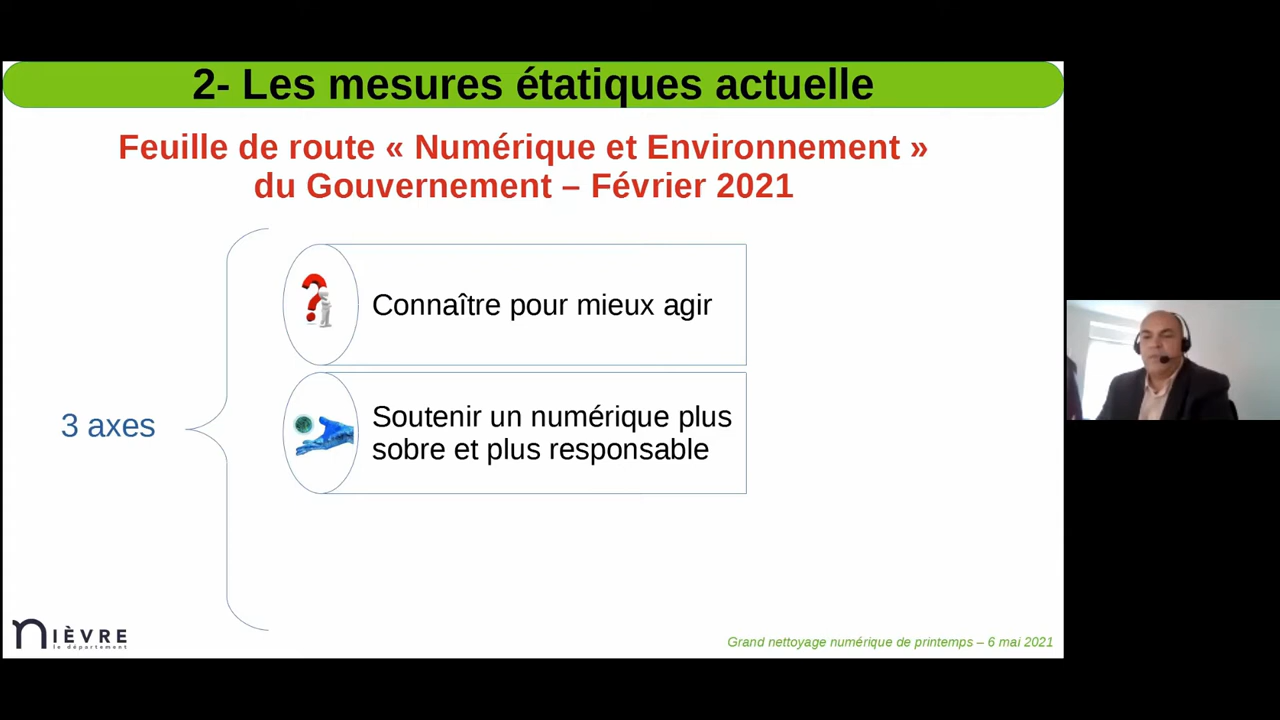 2- Les mesures étatiques actuelle
Feuille de route « Numérique et Environnement »
du Gouvernement – Février 2021
Connaître pour mieux agir
3 axes
Soutenir un numérique plus
sobre et plus responsable
nIÈVRE
le département
Grand nettoyage numérique de printemps – 6 mai 2021